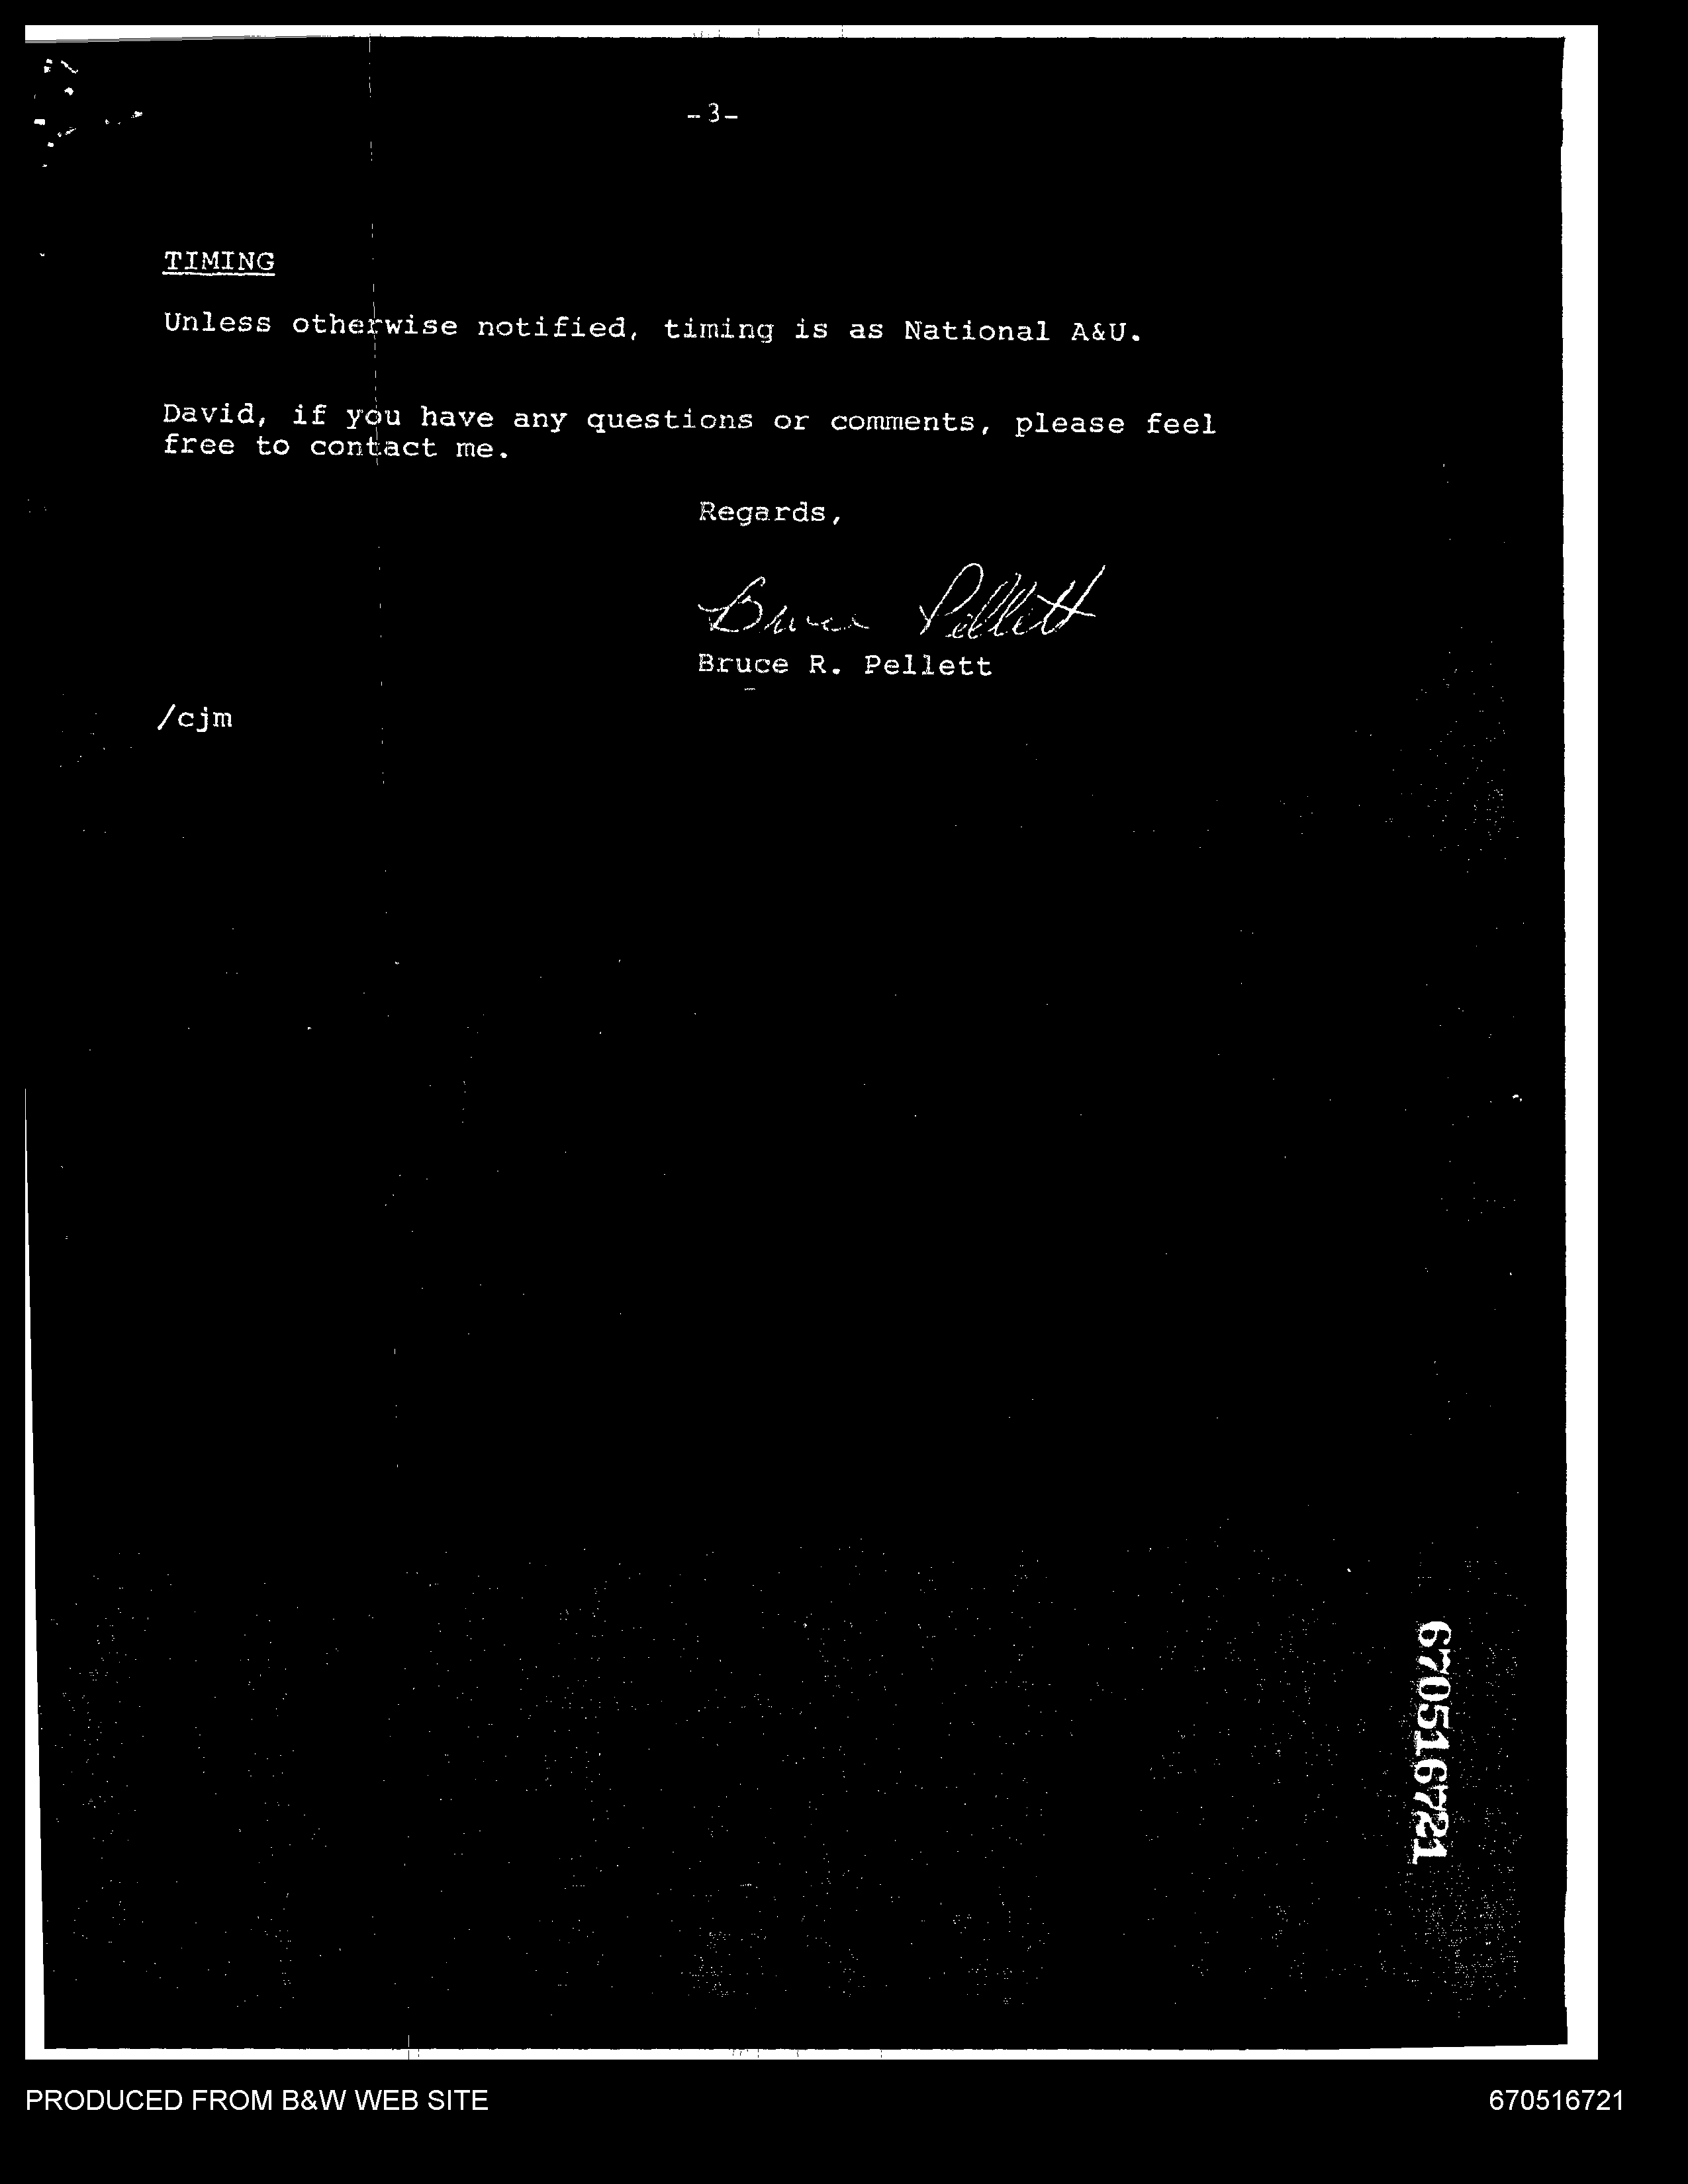 -3-
TIMING
Unless otherwise notified, timing is as National A&U.
David, if you have any questions or comments, please feel
free to contact me.
Regards,
Bruce Pellett
Bruce R. Pellett
/cjm
670516721
PRODUCED FROM B&W WEB SITE 670516721